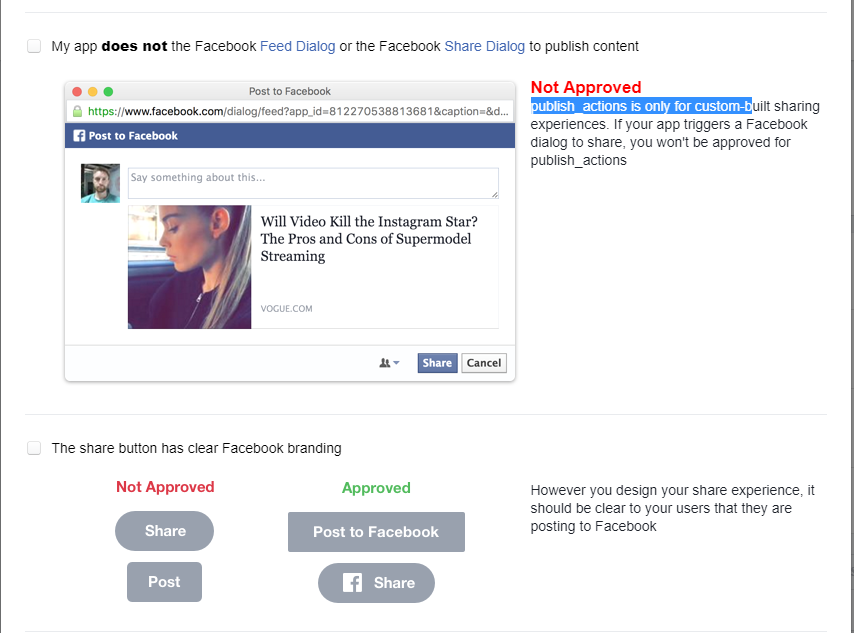 My app does not the Facebook Feed Dialog or the Facebook Share Dialog to publish content
Post to Facebook
https://www.facebook.com/dialog/feed?app_id=812270538813681&caption=&d...
Post to Facebook
Say something about this...
Will Video Kill the Instagram Star?
The Pros and Cons of Supermodel
Streaming
VOGUE.COM
Share Cancel
Not Approved
publish_actions is only for custom-built sharing
experiences. If your app triggers a Facebook
dialog to share, you won't be approved for
publish_actions
The share button has clear Facebook branding
Not Approved
Share
Post
Approved
Post to Facebook
Share
However you design your share experience, it
should be clear to your users that they are
posting to Facebook